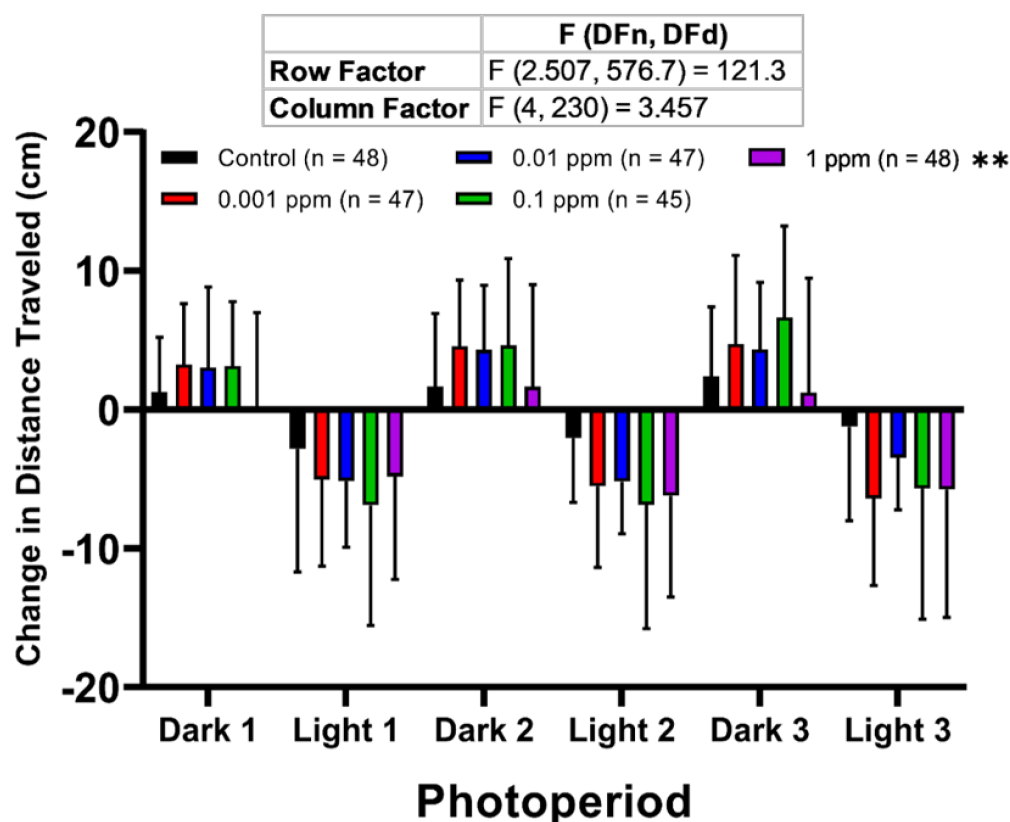 F (DFn, DFd)
Row Factor F (2.507, 576.7) = 121.3
Column Factor F (4, 230) = 3.457
Change in Distance Traveled (cm)
20
10
0
-10
-20
Control (n = 48) 0.01 ppm (n = 47) 1 ppm (n = 48) **
0.001 ppm (n = 47) 0.1 ppm (n = 45)
Dark 1 Light 1 Dark 2 Light 2 Dark 3 Light 3
Photoperiod